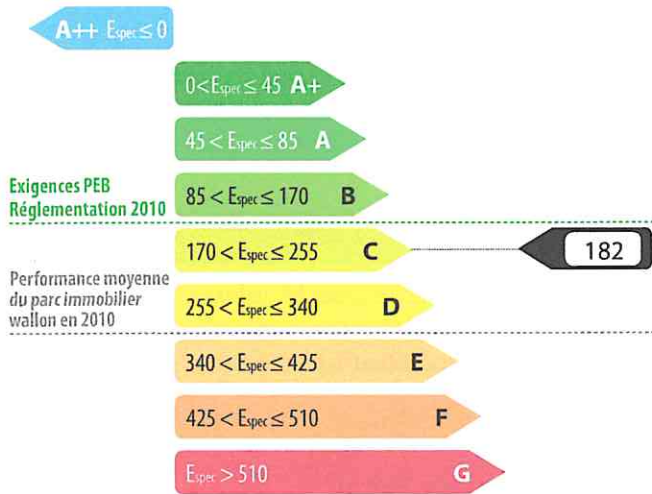 A++ Espec ≤ 0
0 < Espec ≤ 45 A+
45 < Espec ≤ 85 A
Exigences PEB
Réglementation 2010
85 < Espec ≤ 170 B
170 < Espec ≤ 255 C
182
Performance moyenne
du parc immobilier
wallon en 2010
255 < Espec ≤ 340 D
340 < Espec ≤ 425 E
425 < Espec ≤ 510 F
Espec > 510 G